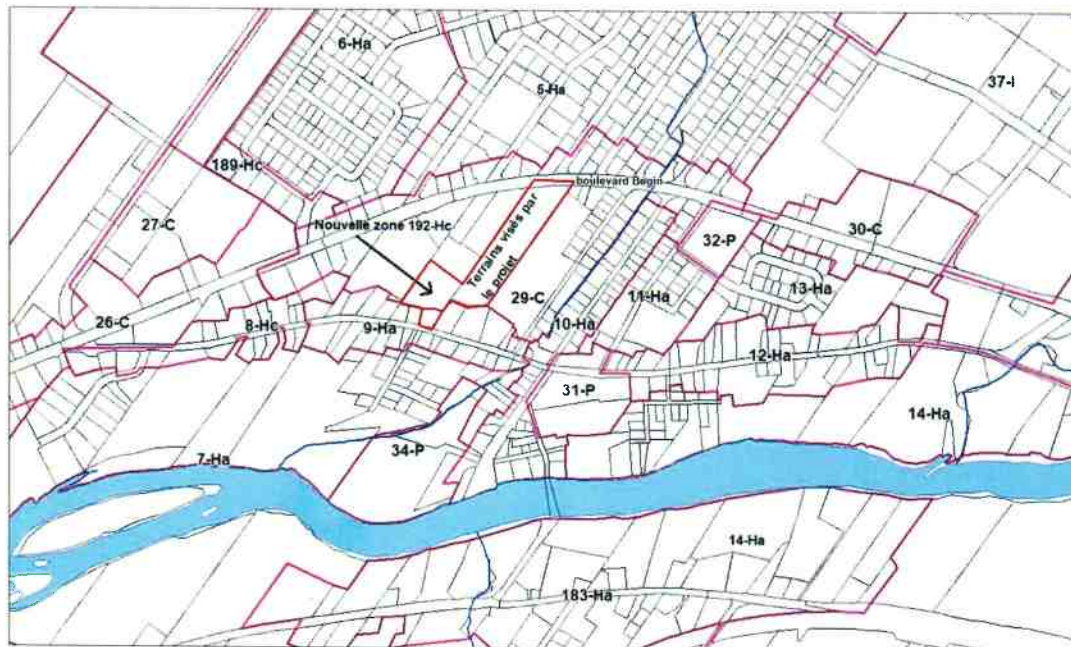 6-Ha
5-Ha
37-I
189-Hc
boulevard Bégin
27-C
Nouvelle zone 192-Hc
Terrains visés par
le projet
32-P
30-C
29-C
11-Ha
13-Ha
26-C
8-Hc
9-Ha
10-Ha
12-Ha
31-P
14-Ha
7-Ha
34-P
14-Ha
183-Ha